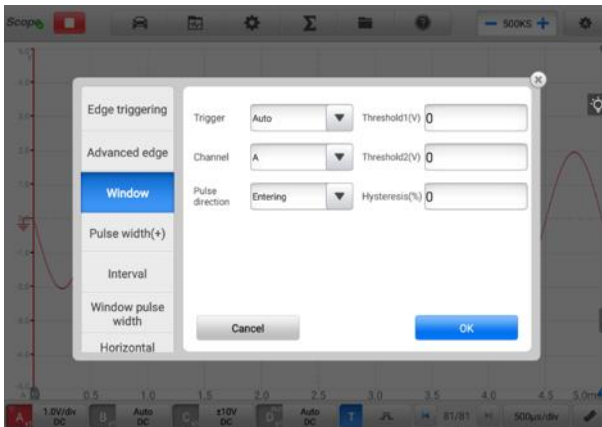 Scope
500KS
Edge triggering
Advanced edge
Window
Pulse width(+)
Interval
Window pulse
width
Horizontal
Trigger
Auto
Threshold1(V)
0
Channel
A
Threshold2(V)
0
Pulse
direction
Entering
Hysteresis(%)
0
Cancel
OK
0.5 1.0 1.5 2.0 2.5 3.0 3.5 4.0 4.5 5.0ms
A 1.0V/div
DC
B Auto
DC
C ±10V
DC
D Auto
DC
T
81/81
500μs/div